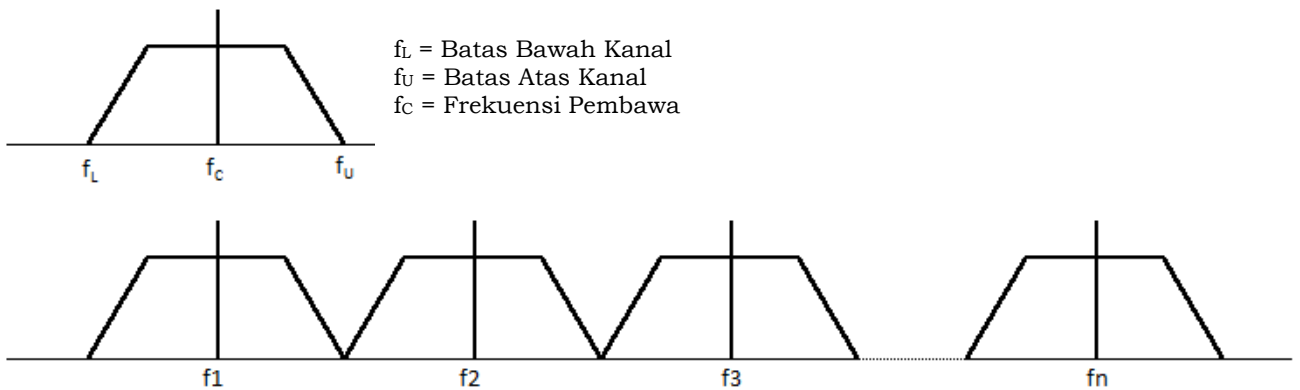 fL = Batas Bawah Kanal
fU = Batas Atas Kanal
fC = Frekuensi Pembawa
fL fC fU
f1 f2 f3 fn